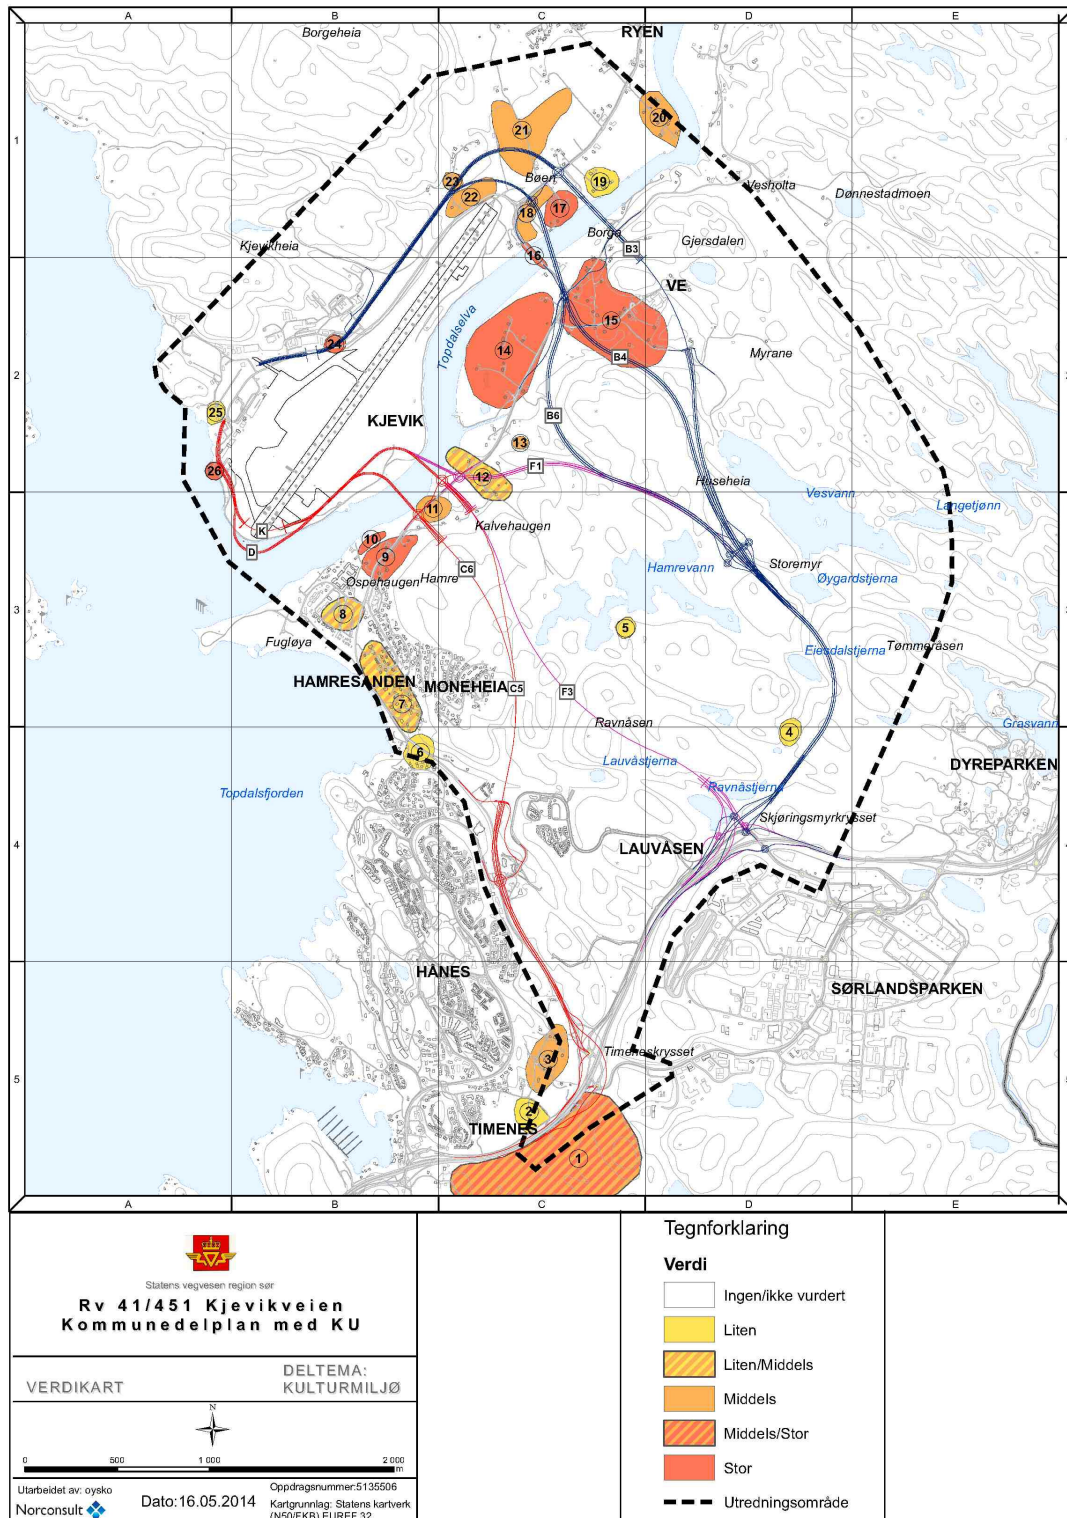 A B C D E
Borgeheia
RYEN
1
21
20
Bøen
19
23
22
18
17
Vesholta
Dønnestadmoen
Kjevikheia
Borga
B3
Gjersdalen
16
VE
Topdalselva
15
24
14
B4
Myrane
2
25
KJEVIK
B6
13
26
12
F1
Huseheia
Vesvann
Langetjønn
11
Kalvehaugen
K
D
10
9
C6
Ospehaugen
Hamre
Hamrevann
Storemyr
Øygardstjerna
3
8
5
Fugløya
Eiesdalstjerna
Tømmeråsen
HAMRESANDEN
MONEHEIA
C5
F3
7
Ravnåsen
4
Grasvann
6
Lauvåstjerna
DYREPARKEN
Topdalsfjorden
Ravnåstjerna
Skjøringsmyrkrysset
4
LAUVÅSEN
HÅNES
SØRLANDSPARKEN
Timeneskrysset
3
5
2
TIMENES
1
A B C D E
Statens vegvesen region sør
Rv 41/451 Kjevikveien
Kommunedelplan med KU
VERDIKART
DELTEMA:
KULTURMILJØ
N
0 500 1 000 2 000
m
Utarbeidet av: oysko
Norconsult
Dato:16.05.2014
Oppdragsnummer:5135506
Kartgrunnlag: Statens kartverk
(N50/FKB) EUREF 32
Tegnforklaring
Verdi
Ingen/ikke vurdert
Liten
Liten/Middels
Middels
Middels/Stor
Stor
Utredningsområde